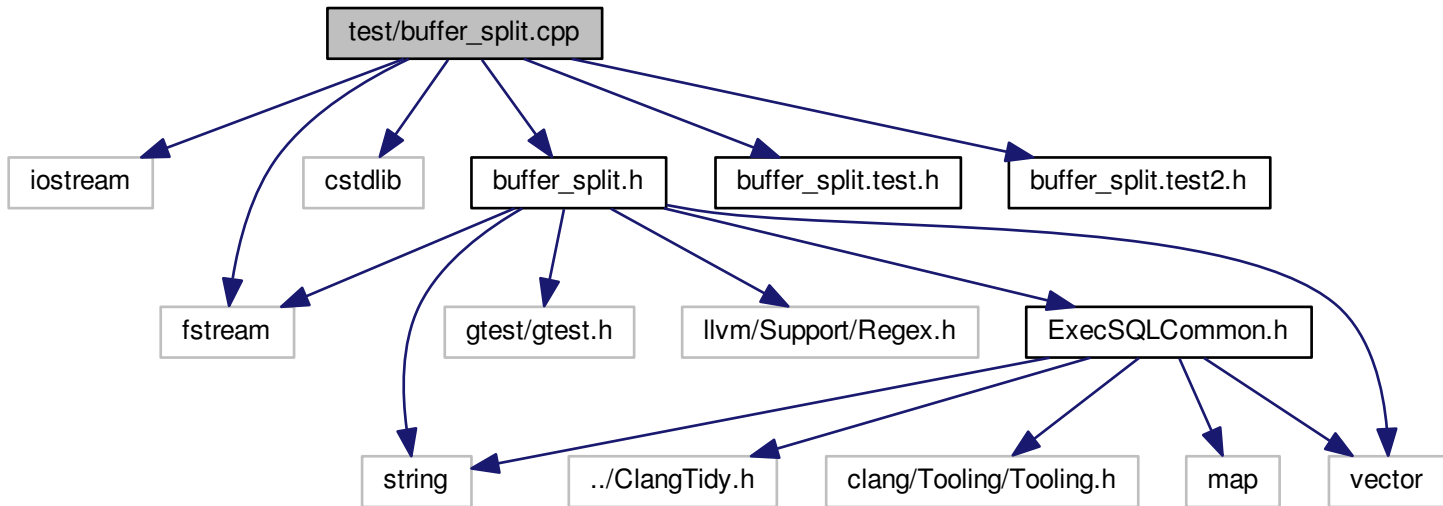 test/buffer_split.cpp
iostream
cstdlib
buffer_split.h
buffer_split.test.h
buffer_split.test2.h
fstream
gtest/gtest.h
llvm/Support/Regex.h
ExecSQLCommon.h
string
../ClangTidy.h
clang/Tooling/Tooling.h
map
vector